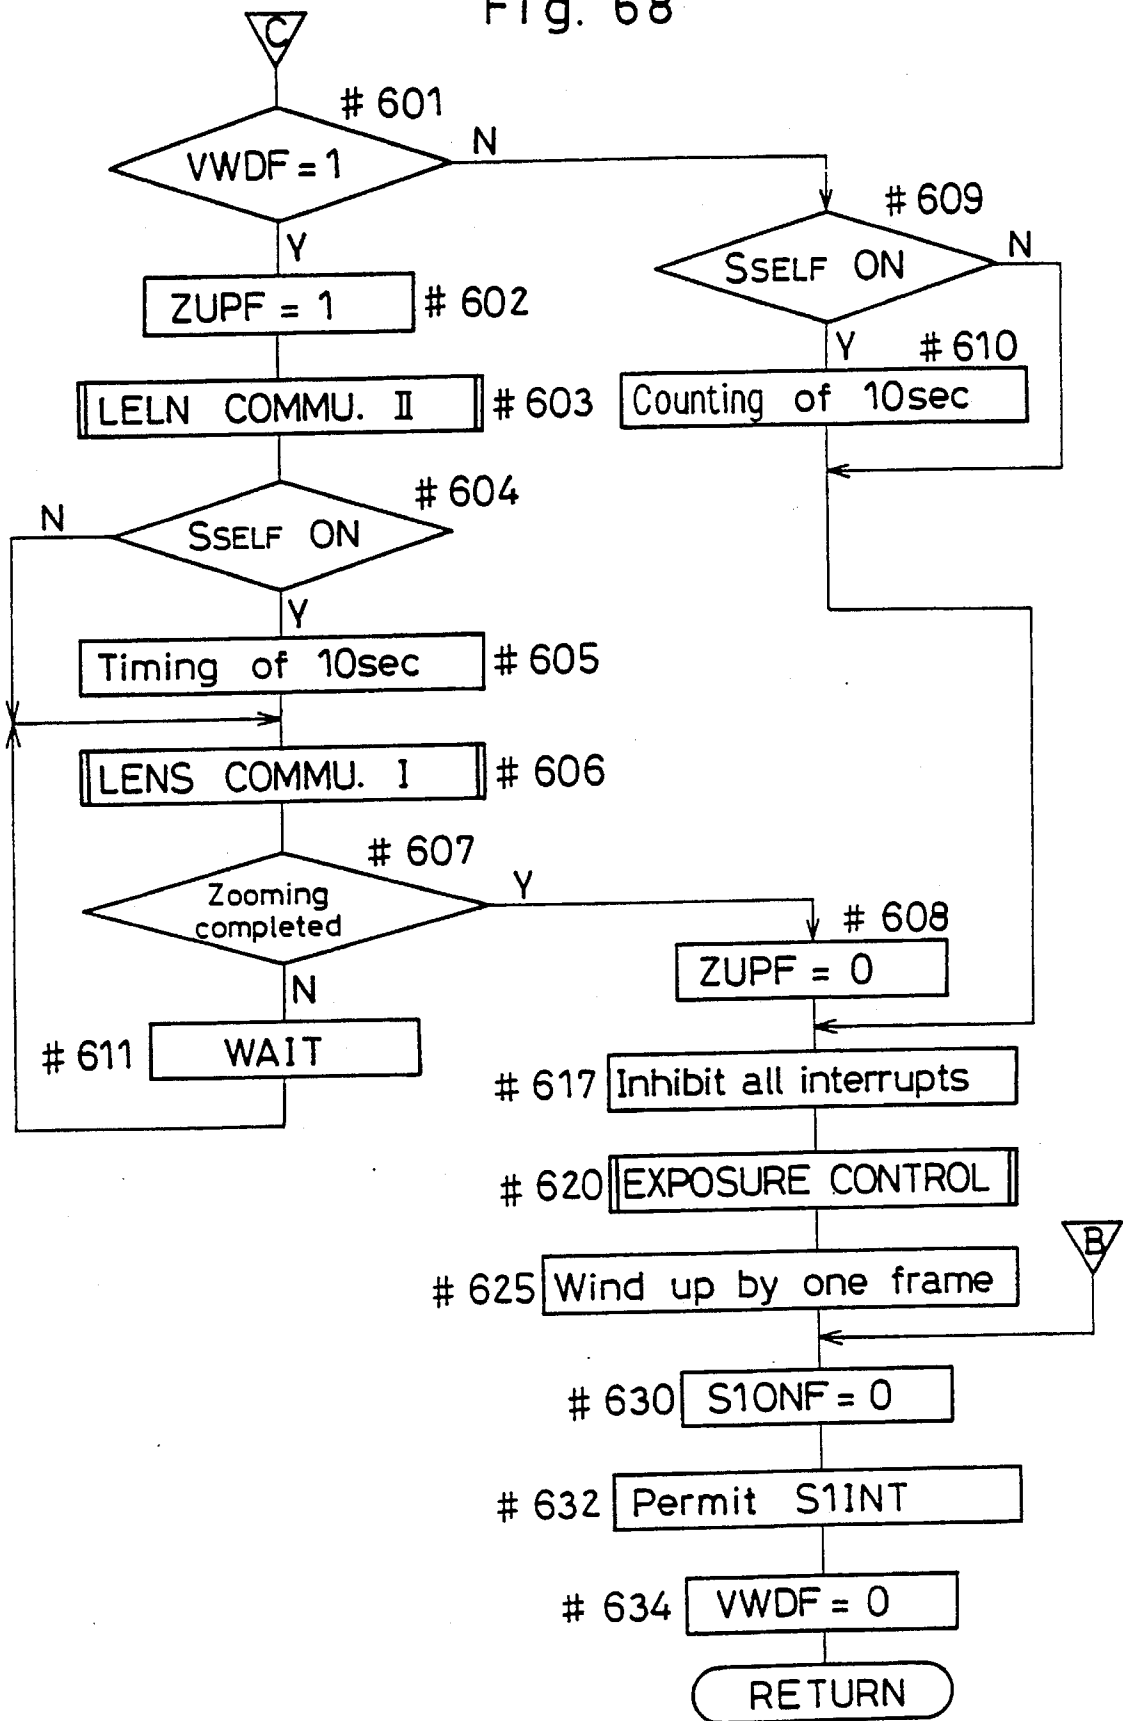 Fig. 68
C
# 601
VWDF = 1
N
Y
# 609
SSELF ON
N
ZUPF = 1
# 602
Y
# 610
LELN COMMU. II
# 603
Counting of 10sec
# 604
N
SSELF ON
Y
Timing of 10sec
# 605
LENS COMMU. I
# 606
# 607
Zooming
completed
Y
# 608
ZUPF = 0
N
# 611
WAIT
# 617
Inhibit all interrupts
# 620
EXPOSURE CONTROL
B
# 625
Wind up by one frame
# 630
S1ONF = 0
# 632
Permit S1INT
# 634
VWDF = 0
RETURN